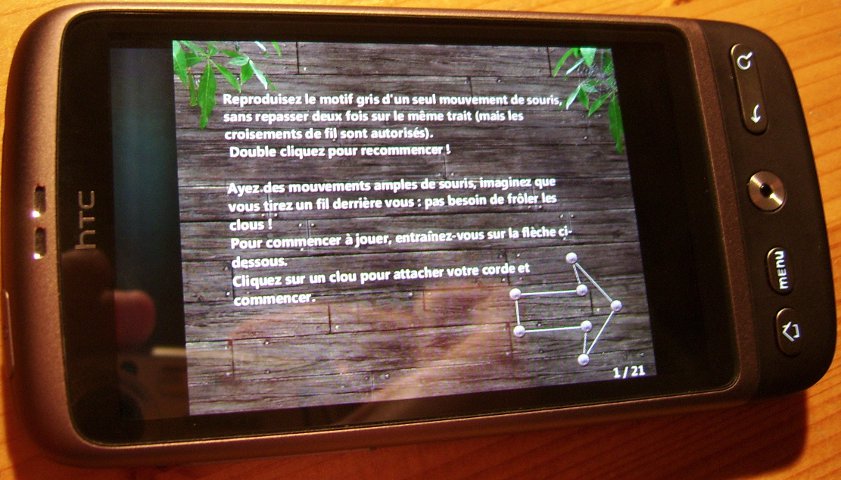 Reproduisez le motif gris d'un seul mouvement de souris,
sans repasser deux fois sur le même trait (mais les
croisements de fil sont autorisés).
Double cliquez pour recommencer !
Ayez des mouvements amples de souris, imaginez que
vous tirez un fil derrière vous : pas besoin de frôler les
clous !
Pour commencer à jouer, entraînez-vous sur la flèche ci-
dessous.
Cliquez sur un clou pour attacher votre corde et
commencer.
1 / 21
hTC
MENU